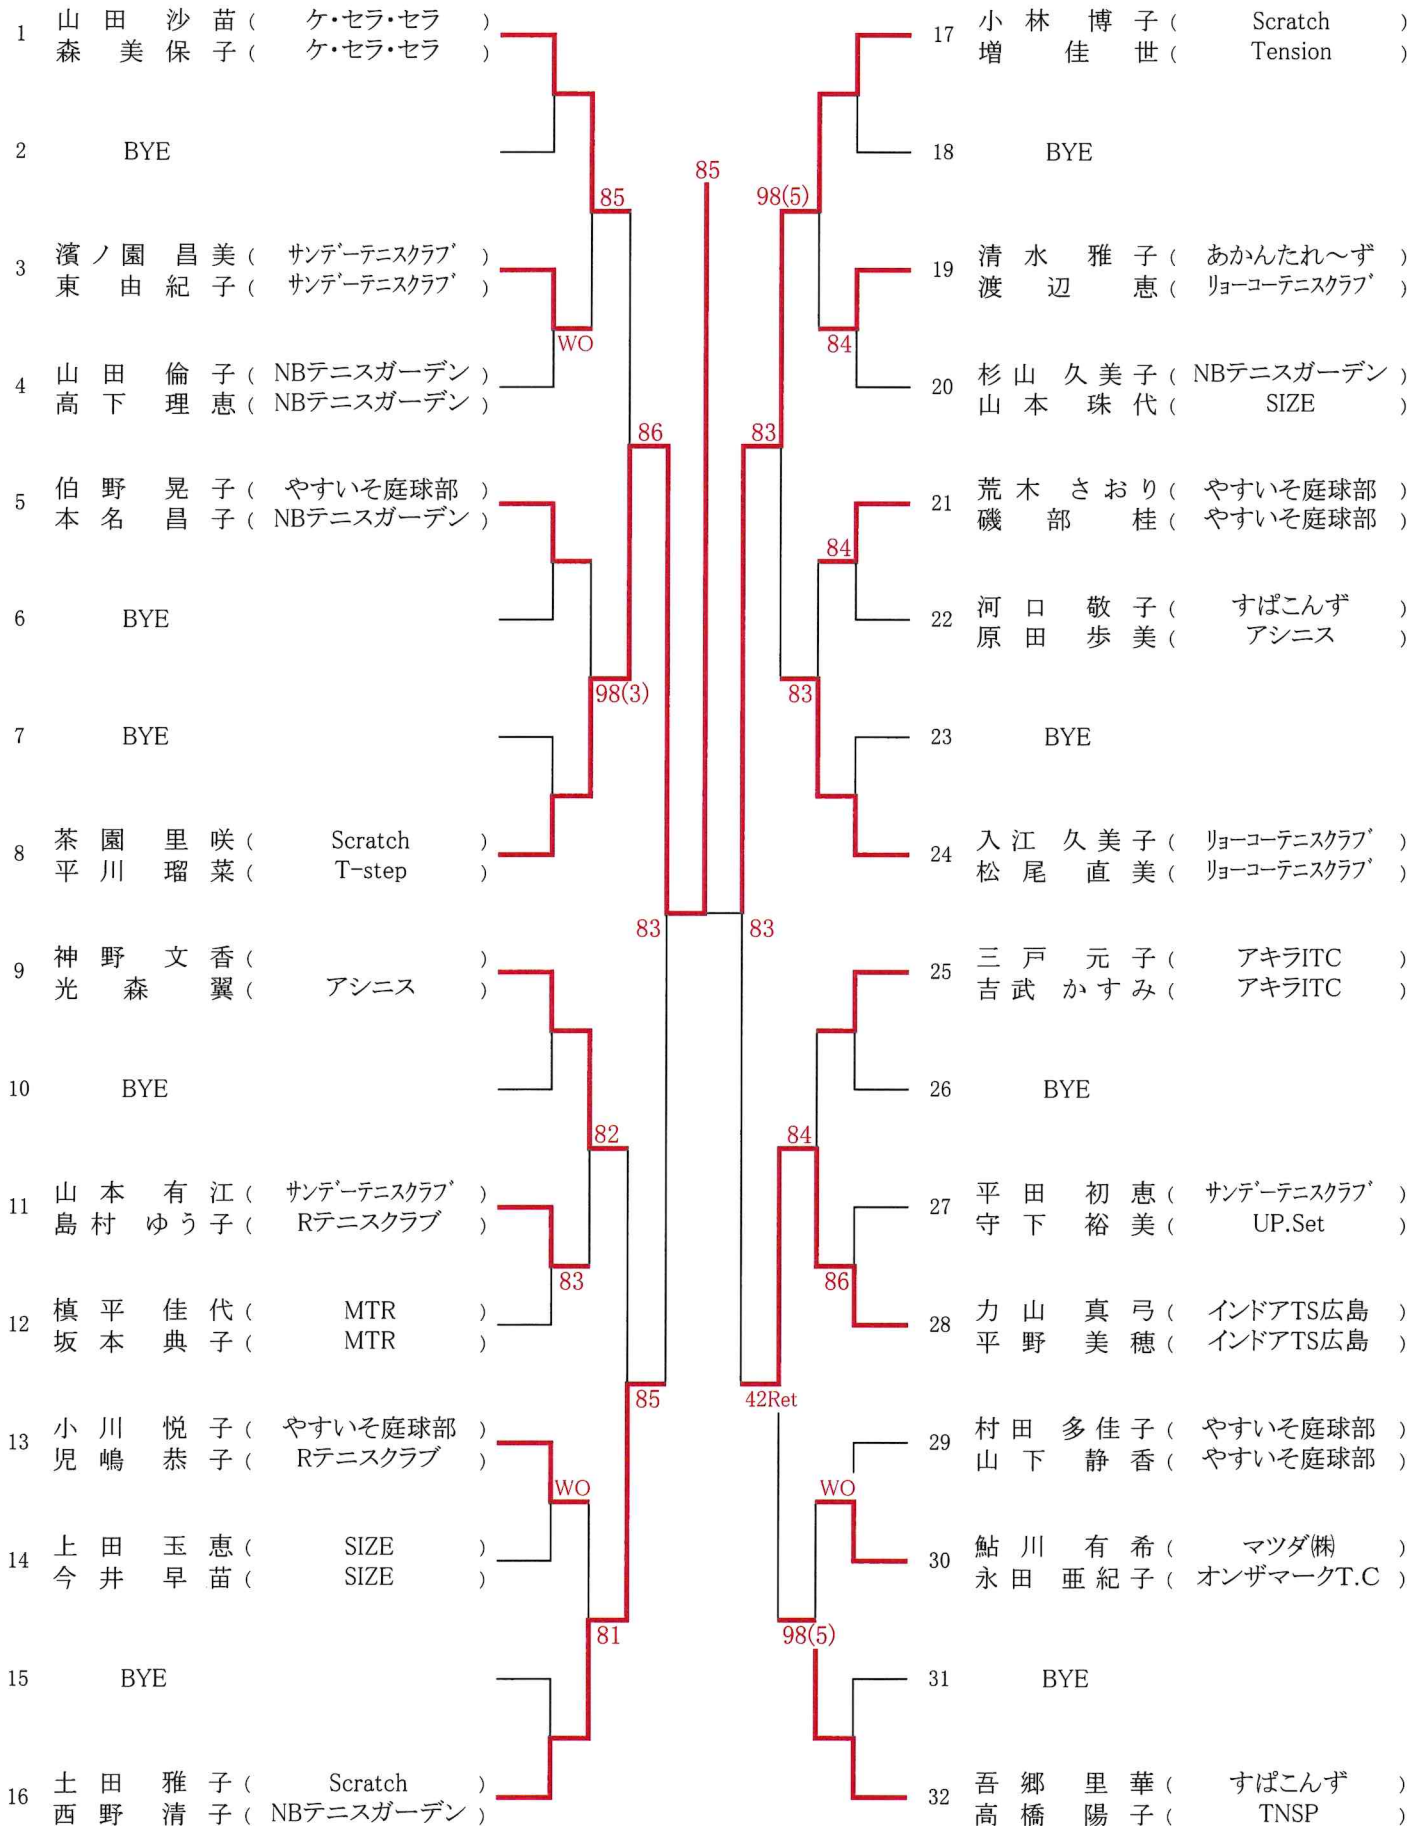 1 山田 沙苗 ( ケ・セラ・セラ )
森 美保子 ( ケ・セラ・セラ )
2 BYE
85
3 濱ノ園 昌美 ( サンデーテニスクラブ )
東 由紀子 ( サンデーテニスクラブ )
WO
4 山田 倫子 ( NBテニスガーデン )
高下 理恵 ( NBテニスガーデン )
86
5 伯野 晃子 ( やすいそ庭球部 )
本名 昌子 ( NBテニスガーデン )
6 BYE
98(3)
7 BYE
8 茶園 里咲 ( Scratch )
平川 瑠菜 ( T-step )
83
9 神野 文香 ( )
光森 翼 ( アシニス )
10 BYE
82
11 山本 有江 ( サンデーテニスクラブ )
島村 ゆう子 ( Rテニスクラブ )
83
12 槙平 佳代 ( MTR )
坂本 典子 ( MTR )
85
13 小川 悦子 ( やすいそ庭球部 )
児嶋 恭子 ( Rテニスクラブ )
WO
14 上田 玉恵 ( SIZE )
今井 早苗 ( SIZE )
81
15 BYE
16 土田 雅子 ( Scratch )
西野 清子 ( NBテニスガーデン )
85
17 小林 博子 ( Scratch )
増 佳世 ( Tension )
18 BYE
98(5)
19 清水 雅子 ( あかんたれ～ず )
渡辺 恵 ( リョーコーテニスクラブ )
84
20 杉山 久美子 ( NBテニスガーデン )
山本 珠代 ( SIZE )
83
21 荒木 さおり ( やすいそ庭球部 )
磯部 桂 ( やすいそ庭球部 )
84
22 河口 敬子 ( すぱこんず )
原田 歩美 ( アシニス )
83
23 BYE
24 入江 久美子 ( リョーコーテニスクラブ )
松尾 直美 ( リョーコーテニスクラブ )
83
25 三戸 元子 ( アキラITC )
吉武 かすみ ( アキラITC )
26 BYE
84
27 平田 初恵 ( サンデーテニスクラブ )
守下 裕美 ( UP.Set )
86
28 力山 真弓 ( インドアTS広島 )
平野 美穂 ( インドアTS広島 )
42Ret
29 村田 多佳子 ( やすいそ庭球部 )
山下 静香 ( やすいそ庭球部 )
WO
30 鮎川 有希 ( マツダ㈱ )
永田 亜紀子 ( オンザマークT.C )
98(5)
31 BYE
32 吾郷 里華 ( すぱこんず )
高橋 陽子 ( TNSP )